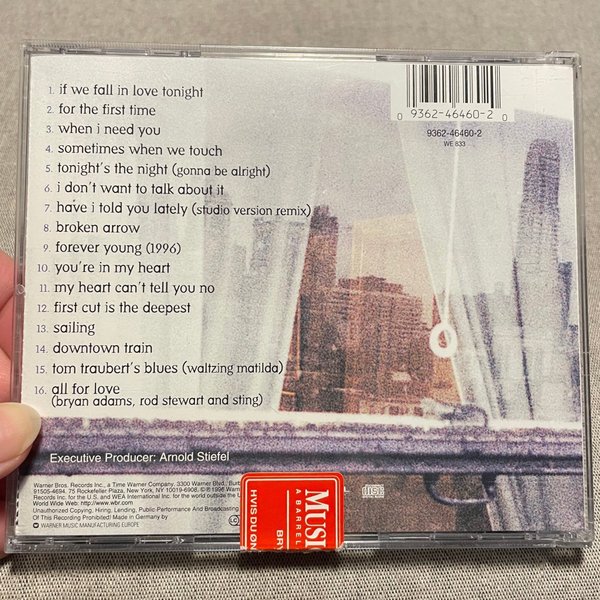 1. if we fall in love tonight
2. for the first time
3. when i need you
4. sometimes when we touch
5. tonight's the night (gonna be alright)
6. i don't want to talk about it
7. have i told you lately (studio version remix)
8. broken arrow
9. forever young (1996)
10. you're in my heart
11. my heart can't tell you no
12. first cut is the deepest
13. sailing
14. downtown train
15. tom traubert's blues (waltzing matilda)
16. all for love
(bryan adams, rod stewart and sting)
0 9362-46460-2 0
9362-46460-2
WE 833
Executive Producer: Arnold Stiefel
Warner Bros. Records Inc., a Time Warner Company, 3300 Warner Blvd.,
91505-4694, 75 Rockefeller Plaza, New York, NY 10019-6908.
Records Inc. for the U.S. and WEA International Inc. for the world outside the
World Wide Web: http://www.wbr.com
Unauthorized Copying, Hiring, Lending, Public Performance And Broadcasting
Of This Recording Prohibited! Made in Germany by
WARNER MUSIC MANUFACTURING EUROPE
MUSI
A BARREL
HVIS DU ØN
BRY
disc